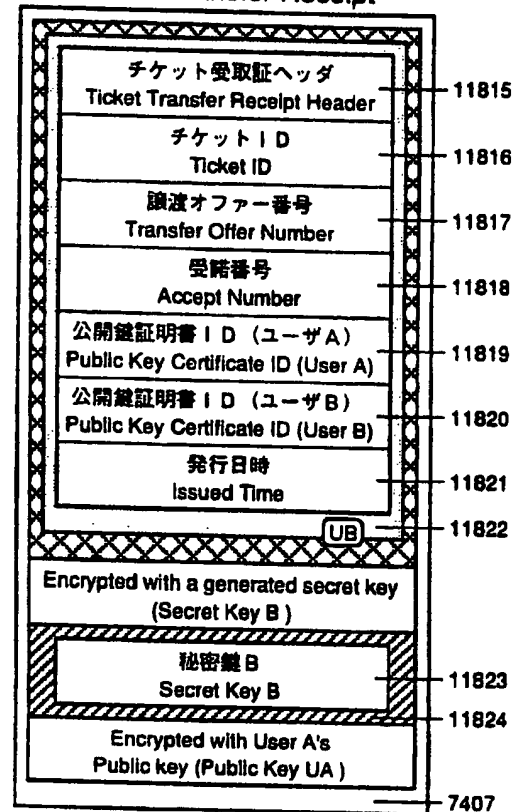 チケット受取証ヘッダ
Ticket Transfer Receipt Header
11815
チケットID
Ticket ID
11816
譲渡オファー番号
Transfer Offer Number
11817
受諾番号
Accept Number
11818
公開鍵証明書ID (ユーザA)
Public Key Certificate ID (User A)
11819
公開鍵証明書ID (ユーザB)
Public Key Certificate ID (User B)
11820
発行日時
Issued Time
11821
UB
11822
Encrypted with a generated secret key
(Secret Key B )
秘密鍵B
Secret Key B
11823
11824
Encrypted with User A's
Public key (Public Key UA )
7407